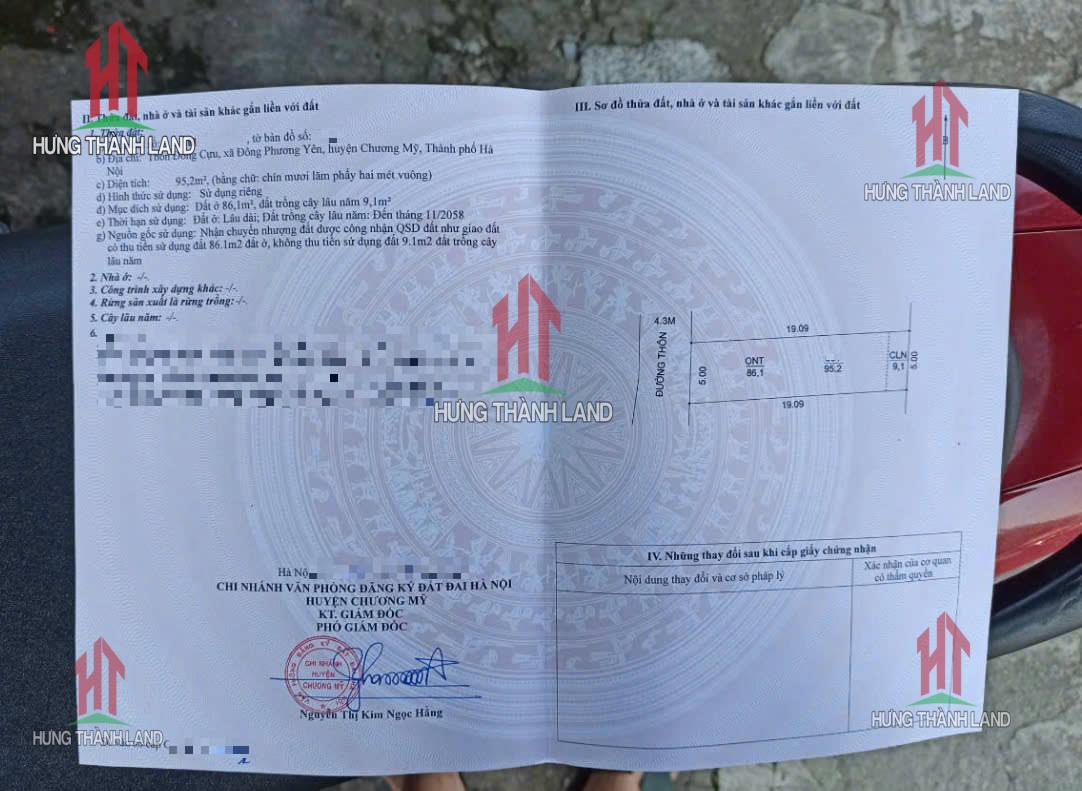 II. Thửa đất, nhà ở và tài sản khác gắn liền với đất
1. Thửa đất: , tờ bản đồ số:
b) Địa chỉ: Thôn Đồng Cựu, xã Đông Phương Yên, huyện Chương Mỹ, Thành phố Hà
Nội
c) Diện tích: 95,2m², (bằng chữ: chín mươi lăm phẩy hai mét vuông)
d) Hình thức sử dụng: Sử dụng riêng
đ) Mục đích sử dụng: Đất ở 86,1m², đất trồng cây lâu năm 9,1m²
e) Thời hạn sử dụng: Đất ở: Lâu dài; Đất trồng cây lâu năm: Đến tháng 11/2058
g) Nguồn gốc sử dụng: Nhận chuyển nhượng đất được công nhận QSD đất như giao đất
có thu tiền sử dụng đất 86.1m2 đất ở, không thu tiền sử dụng đất 9.1m2 đất trồng cây
lâu năm
2. Nhà ở: -/-.
3. Công trình xây dựng khác: -/-.
4. Rừng sản xuất là rừng trồng: -/-.
5. Cây lâu năm: -/-.
6.
Hà Nộ
CHI NHÁNH VĂN PHÒNG ĐĂNG KÝ ĐẤT ĐAI HÀ NỘI
HUYỆN CHƯƠNG MỸ
KT. GIÁM ĐỐC
PHÓ GIÁM ĐỐC
CHI NHÁNH
HUYỆN
CHƯƠNG MỸ
Nguyễn Thị Kim Ngọc Hằng
III. Sơ đồ thửa đất, nhà ở và tài sản khác gắn liền với đất
B
4.3M
ĐƯỜNG THÔN
19.09
5.00
ONT
86,1
95,2
CLN
9,1
5.00
19.09
IV. Những thay đổi sau khi cấp giấy chứng nhận
Nội dung thay đổi và cơ sở pháp lý
Xác nhận của cơ quan
có thẩm quyền
HƯNG THÀNH LAND
HƯNG THÀNH LAND
HƯNG THÀNH LAND
HƯNG THÀNH LAND
HƯNG THÀNH LAND